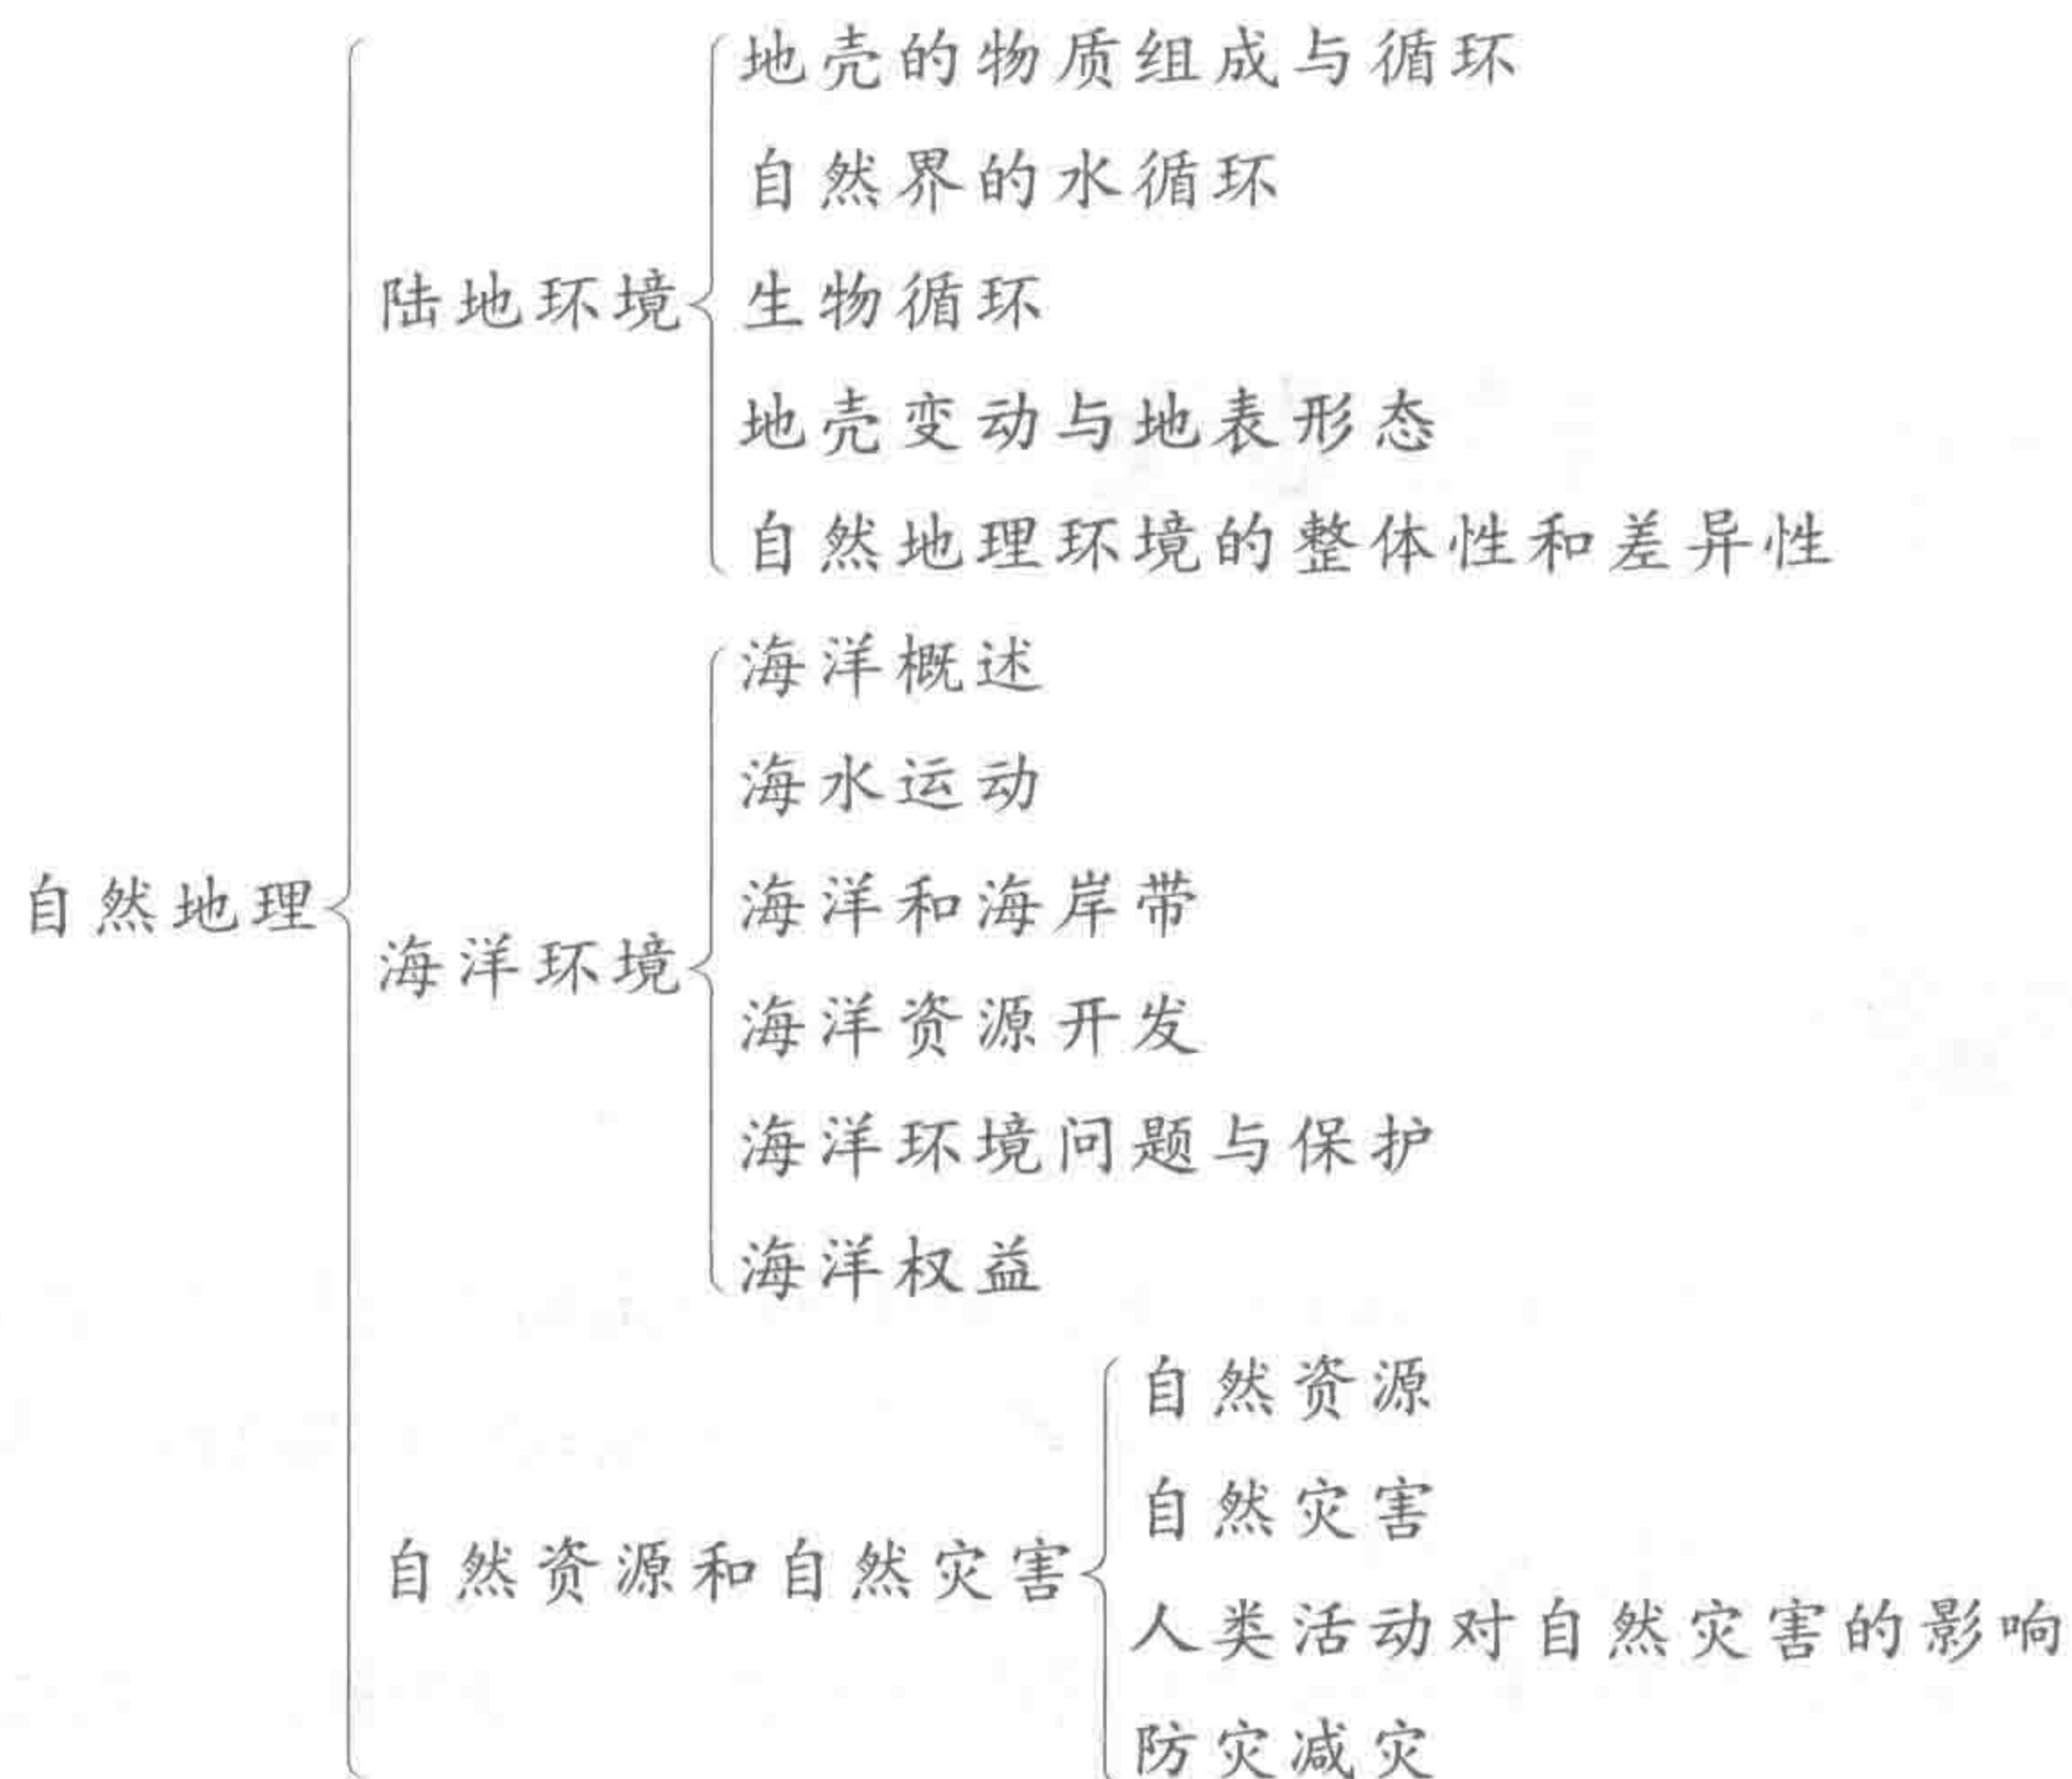 自然地理
陆地环境
地壳的物质组成与循环
自然界的水循环
生物循环
地壳变动与地表形态
自然地理环境的整体性和差异性
海洋环境
海洋概述
海水运动
海洋和海岸带
海洋资源开发
海洋环境问题与保护
海洋权益
自然资源和自然灾害
自然资源
自然灾害
人类活动对自然灾害的影响
防灾减灾